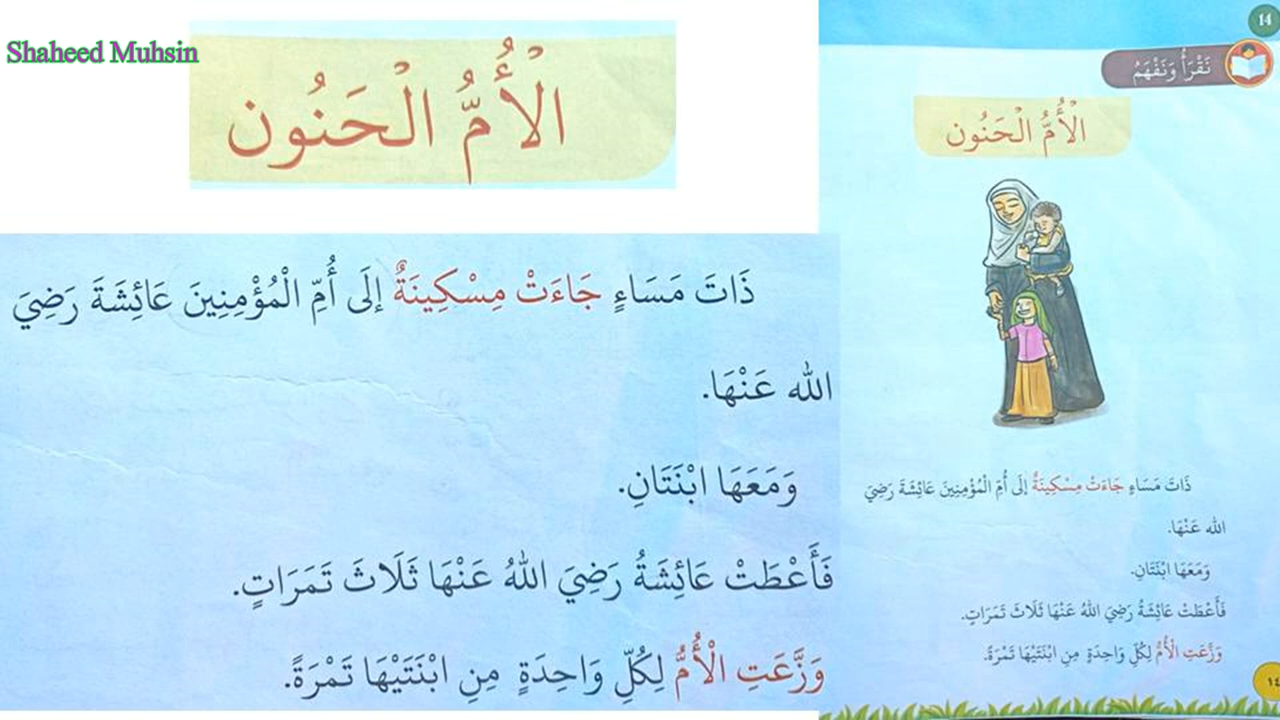 Shaheed Muhsin
الْأُمُّ الْحَنُون
ذَاتَ مَسَاءٍ جَاءَتْ مِسْكِينَةٌ إلَى أُمِّ الْمُؤْمِنِينَ عَائِشَةَ رَضِيَ
الله عَنْهَا.
وَمَعَهَا ابْنَتَانِ.
فَأَعْطَتْ عَائِشَةُ رَضِيَ اللهُ عَنْهَا ثَلَاثَ تَمَرَاتٍ.
وَزَّعَتِ الْأُمُّ لِكُلِّ وَاحِدَةٍ مِنِ ابْنَتَيْهَا تَمْرَةً.
14
نَقْرَأُ وَنَفْهَمُ
الْأُمُّ الْحَنُون
ذَاتَ مَسَاءٍ جَاءَتْ مِسْكِينَةٌ إلَى أُمِّ الْمُؤْمِنِينَ عَائِشَةَ رَضِيَ
الله عَنْهَا.
وَمَعَهَا ابْنَتَانِ.
فَأَعْطَتْ عَائِشَةُ رَضِيَ اللهُ عَنْهَا ثَلَاثَ تَمَرَاتٍ.
وَزَّعَتِ الْأُمُّ لِكُلِّ وَاحِدَةٍ مِنِ ابْنَتَيْهَا تَمْرَةً.
١٤